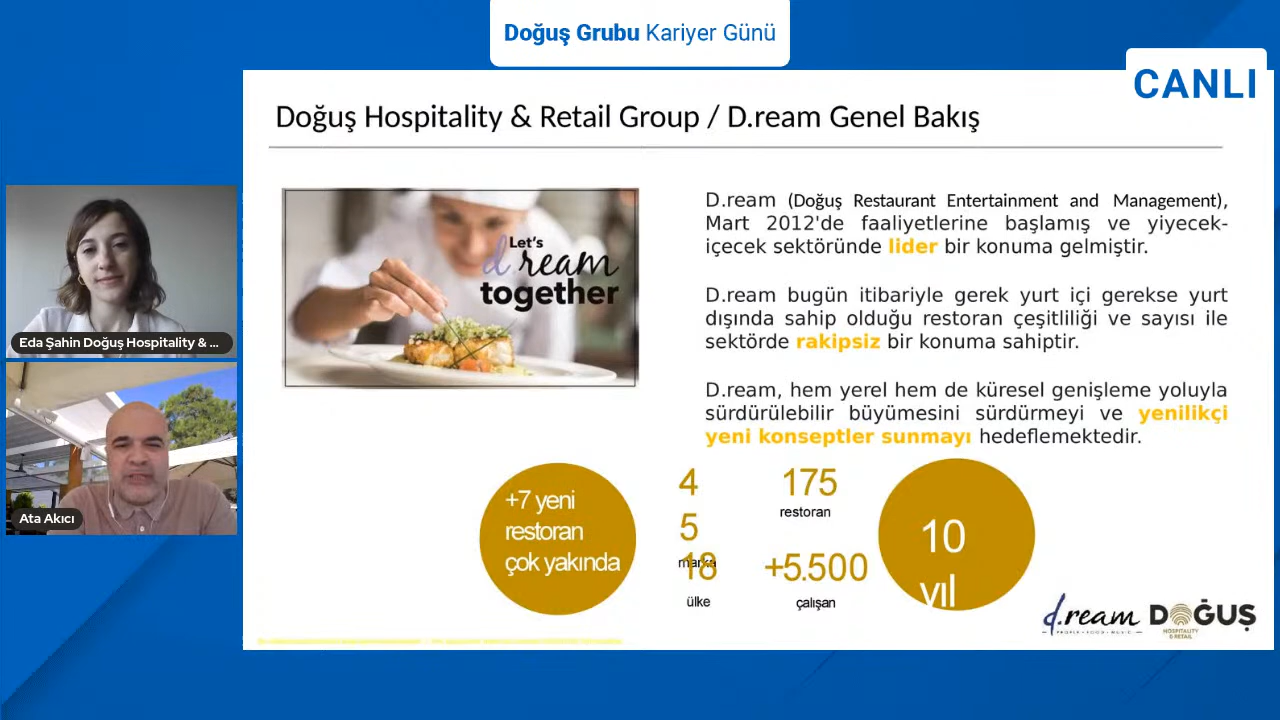 Doğuş Grubu Kariyer Günü
CANLI
Doğuş Hospitality & Retail Group / D.ream Genel Bakış
Let's
d.ream
together
D.ream (Doğuş Restaurant Entertainment and Management),
Mart 2012'de faaliyetlerine başlamış ve yiyecek-
içecek sektöründe lider bir konuma gelmiştir.
D.ream bugün itibariyle gerek yurt içi gerekse yurt
dışında sahip olduğu restoran çeşitliliği ve sayısı ile
sektörde rakipsiz bir konuma sahiptir.
D.ream, hem yerel hem de küresel genişleme yoluyla
sürdürülebilir büyümesini sürdürmeyi ve yenilikçi
yeni konseptler sunmayı hedeflemektedir.
Eda Şahin Doğuş Hospitality & ...
Ata Akıcı
+7 yeni
restoran
çok yakında
4
5
marka
18
ülke
175
restoran
+5.500
çalışan
10
yıl
d.ream
PEOPLE • FOOD • MUSIC
DOĞUŞ
HOSPITALITY
& RETAIL